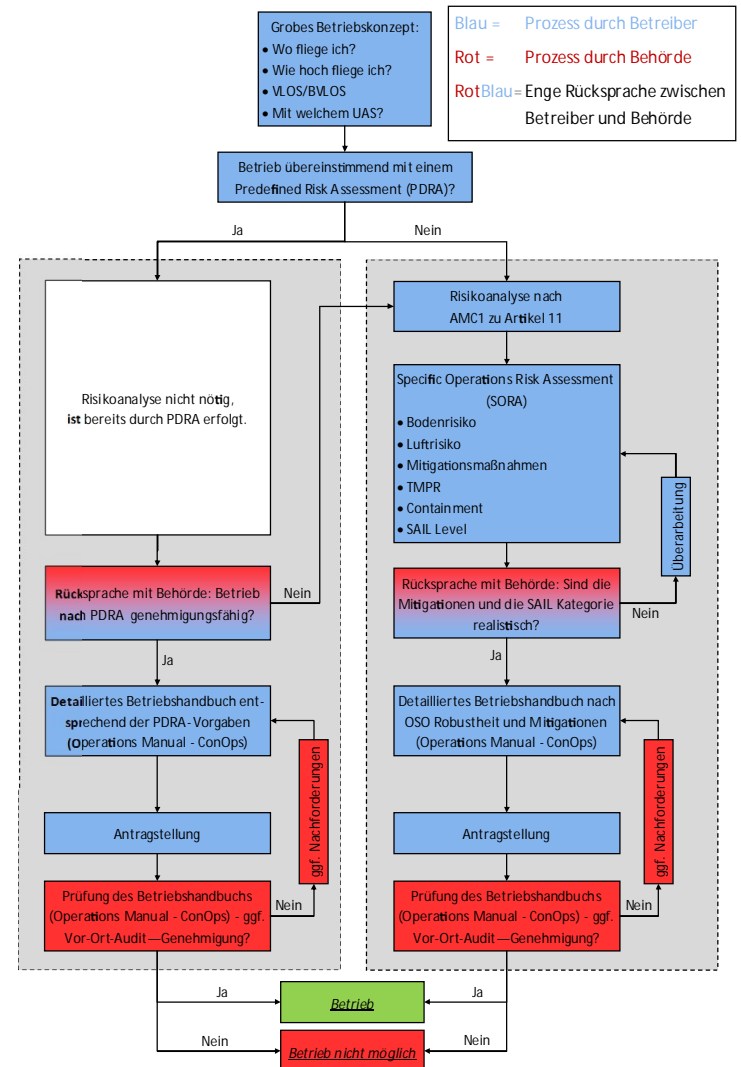 Grobes Betriebskonzept:
• Wo fliege ich?
• Wie hoch fliege ich?
• VLOS/BVLOS
• Mit welchem UAS?
Blau = Prozess durch Betreiber
Rot = Prozess durch Behörde
RotBlau= Enge Rücksprache zwischen
Betreiber und Behörde
Betrieb übereinstimmend mit einem
Predefined Risk Assessment (PDRA)?
Ja
Nein
Risikoanalyse nicht nötig,
ist bereits durch PDRA erfolgt.
Rücksprache mit Behörde: Betrieb
nach PDRA genehmigungsfähig?
Nein
Ja
Detailliertes Betriebshandbuch ent-
sprechend der PDRA-Vorgaben
(Operations Manual - ConOps)
ggf. Nachforderungen
Antragstellung
Prüfung des Betriebshandbuchs
(Operations Manual - ConOps) - ggf.
Vor-Ort-Audit—Genehmigung?
Nein
Risikoanalyse nach
AMC1 zu Artikel 11
Specific Operations Risk Assessment
(SORA)
• Bodenrisiko
• Luftrisiko
• Mitigationsmaßnahmen
• TMPR
• Containment
• SAIL Level
Überarbeitung
Rücksprache mit Behörde: Sind die
Mitigationen und die SAIL Kategorie
realistisch?
Nein
Ja
Detailliertes Betriebshandbuch nach
OSO Robustheit und Mitigationen
(Operations Manual - ConOps)
ggf. Nachforderungen
Antragstellung
Prüfung des Betriebshandbuchs
(Operations Manual - ConOps) - ggf.
Vor-Ort-Audit—Genehmigung?
Nein
Ja
Betrieb
Ja
Nein
Betrieb nicht möglich
Nein